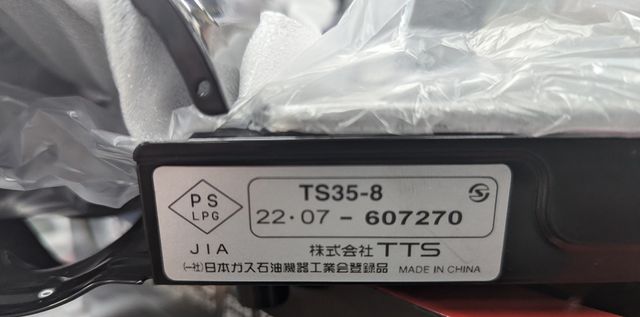 PS
LPG
JIA
TS35-8
22・07 - 607270
株式会社 TTS
(一社)日本ガス石油機器工業会登録品 MADE IN CHINA